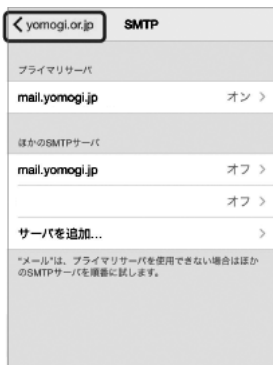 yomogi.or.jp
SMTP
プライマリサーバ
mail.yomogi.jp オン
ほかのSMTPサーバ
mail.yomogi.jp オフ
オフ
サーバを追加...
"メール"は、プライマリサーバを使用できない場合はほか
のSMTPサーバを順番に試します。